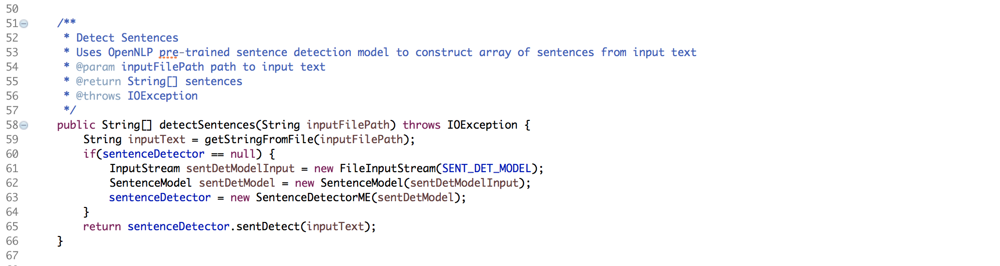 50
51 /**
52 * Detect Sentences
53 * Uses OpenNLP pre-trained sentence detection model to construct array of sentences from input text
54 * @param inputFilePath path to input text
55 * @return String[] sentences
56 * @throws IOException
57 */
58 public String[] detectSentences(String inputFilePath) throws IOException {
59 String inputText = getStringFromFile(inputFilePath);
60 if(sentenceDetector == null) {
61 InputStream sentDetModelInput = new FileInputStream(SENT_DET_MODEL);
62 SentenceModel sentDetModel = new SentenceModel(sentDetModelInput);
63 sentenceDetector = new SentenceDetectorME(sentDetModel);
64 }
65 return sentenceDetector.sentDetect(inputText);
66 }
67